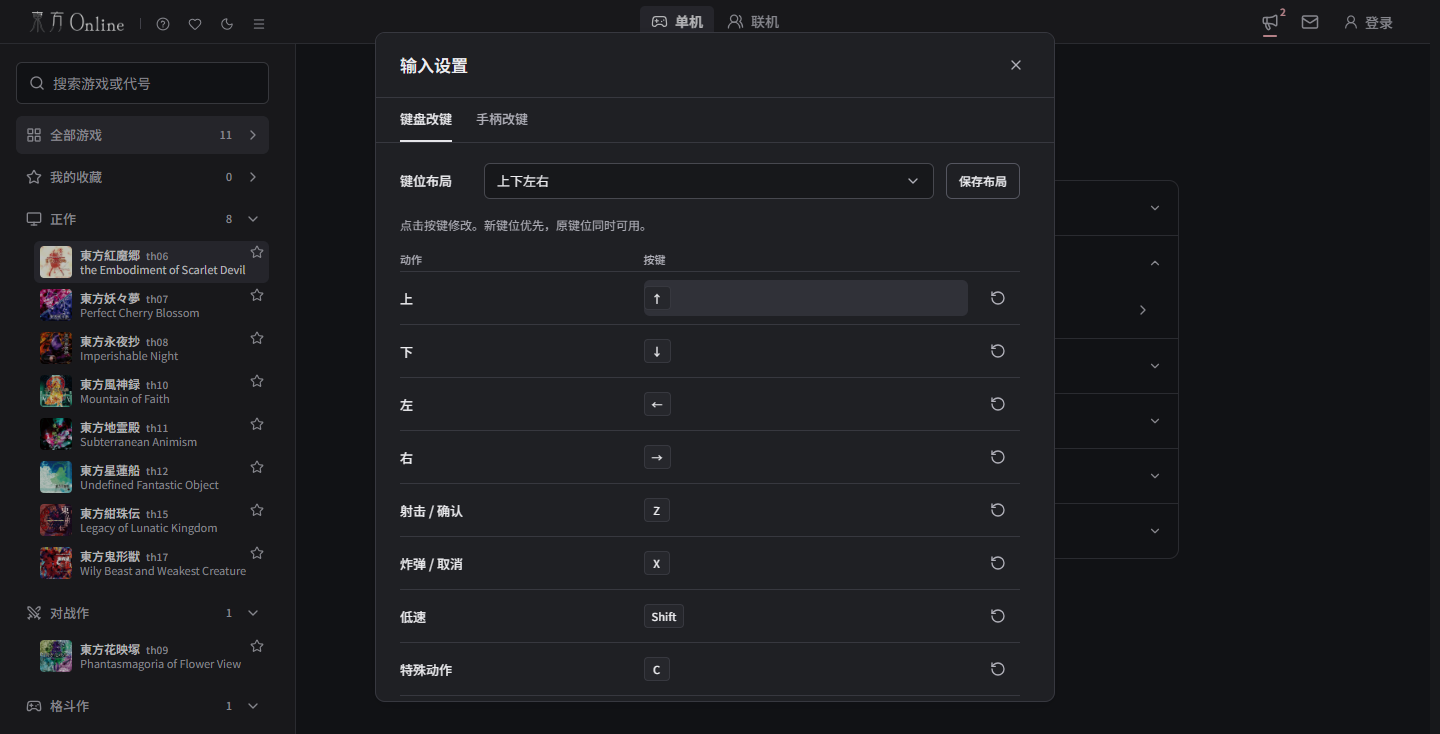 東方Online
单机
联机
2
登录
搜索游戏或代号
全部游戏 11
我的收藏 0
正作 8
東方紅魔郷 th06
the Embodiment of Scarlet Devil
東方妖々夢 th07
Perfect Cherry Blossom
東方永夜抄 th08
Imperishable Night
東方風神録 th10
Mountain of Faith
東方地霊殿 th11
Subterranean Animism
東方星蓮船 th12
Undefined Fantastic Object
東方紺珠伝 th15
Legacy of Lunatic Kingdom
東方鬼形獣 th17
Wily Beast and Weakest Creature
对战作 1
東方花映塚 th09
Phantasmagoria of Flower View
格斗作 1
输入设置
键盘改键 手柄改键
键位布局 上下左右 保存布局
点击按键修改。新键位优先，原键位同时可用。
动作 按键
上 ↑
下 ↓
左 ←
右 →
射击 / 确认 Z
炸弹 / 取消 X
低速 Shift
特殊动作 C